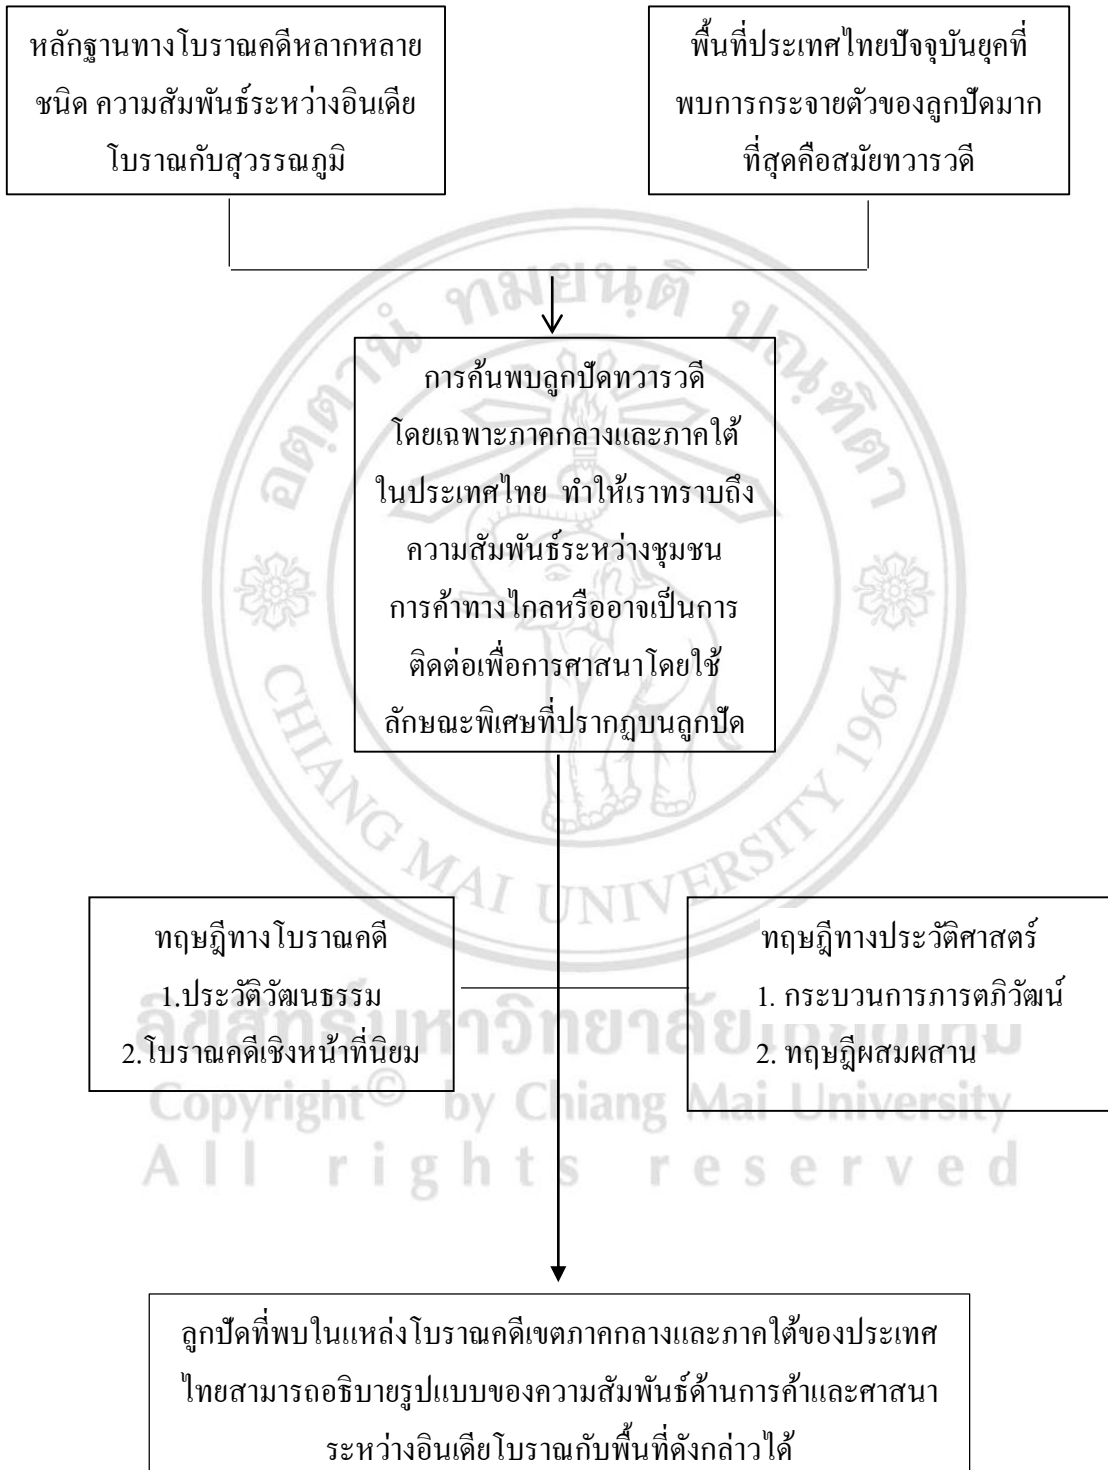 หลักฐานทางโบราณคดีหลากหลาย
ชนิด ความสัมพันธ์ระหว่างอินเดีย
โบราณกับสุวรรณภูมิ
พื้นที่ประเทศไทยปัจจุบันยุคที่
พบการกระจายตัวของลูกปัดมาก
ที่สุดคือสมัยทวารวดี
อตฺตานํ ทมยนฺติ ปณฺฑิตา
การค้นพบลูกปัดทวารวดี
โดยเฉพาะภาคกลางและภาคใต้
ในประเทศไทย ทำให้เราทราบถึง
ความสัมพันธ์ระหว่างชุมชน
การค้าทางไกลหรืออาจเป็นการ
ติดต่อเพื่อการศาสนาโดยใช้
ลักษณะพิเศษที่ปรากฏบนลูกปัด
CHIANG MAI UNIVERSITY 1964
ทฤษฎีทางโบราณคดี
1.ประวัติวัฒนธรรม
2.โบราณคดีเชิงหน้าที่นิยม
ทฤษฎีทางประวัติศาสตร์
1. กระบวนการภารตภิวัฒน์
2. ทฤษฎีผสมผสาน
ลิขสิทธิ์มหาวิทยาลัยเชียงใหม่
Copyright© by Chiang Mai University
All rights reserved
ลูกปัดที่พบในแหล่งโบราณคดีเขตภาคกลางและภาคใต้ของประเทศ
ไทยสามารถอธิบายรูปแบบของความสัมพันธ์ด้านการค้าและศาสนา
ระหว่างอินเดียโบราณกับพื้นที่ดังกล่าวได้